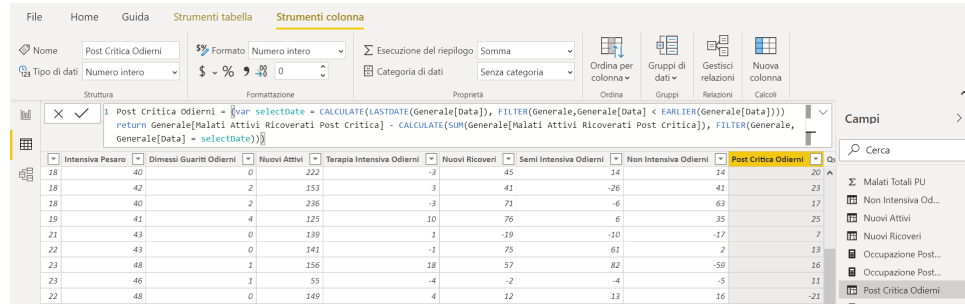 File Home Guida Strumenti tabella Strumenti colonna
Nome Post Critica Odierni $% Formato Numero intero Σ Esecuzione del riepilogo Somma
Tipo di dati Numero intero $ % 9 .00 0 Categoria di dati Senza categoria
Ordina per colonna Gruppi di dati Gestisci relazioni Nuova colonna
Struttura Formattazione Proprietà Ordina Gruppi Relazioni Calcoli
1 Post Critica Odierni = (var selectDate = CALCULATE(LASTDATE(Generale[Data]), FILTER(Generale,Generale[Data] < EARLIER(Generale[Data])))
return Generale[Malati Attivi Ricoverati Post Critica] - CALCULATE(SUM(Generale[Malati Attivi Ricoverati Post Critica]), FILTER(Generale,
Generale[Data] = selectDate)))
Intensiva Pesaro Dimessi Guariti Odierni Nuovi Attivi Terapia Intensiva Odierni Nuovi Ricoveri Semi Intensiva Odierni Non Intensiva Odierni Post Critica Odierni
18 40 0 222 -3 45 14 14 20
18 42 2 153 3 41 -26 41 23
18 40 2 236 -3 71 -6 63 17
19 41 4 125 10 76 6 35 25
21 43 0 139 1 -19 -10 -17 7
22 43 0 141 -1 75 61 2 13
23 48 1 156 18 57 82 -59 16
23 46 1 55 -4 -2 -4 -5 11
22 48 0 149 4 12 13 16 -21
Campi
Cerca
Σ Malati Totali PU
Non Intensiva Od...
Nuovi Attivi
Nuovi Ricoveri
Occupazione Post...
Occupazione Post...
Post Critica Odierni